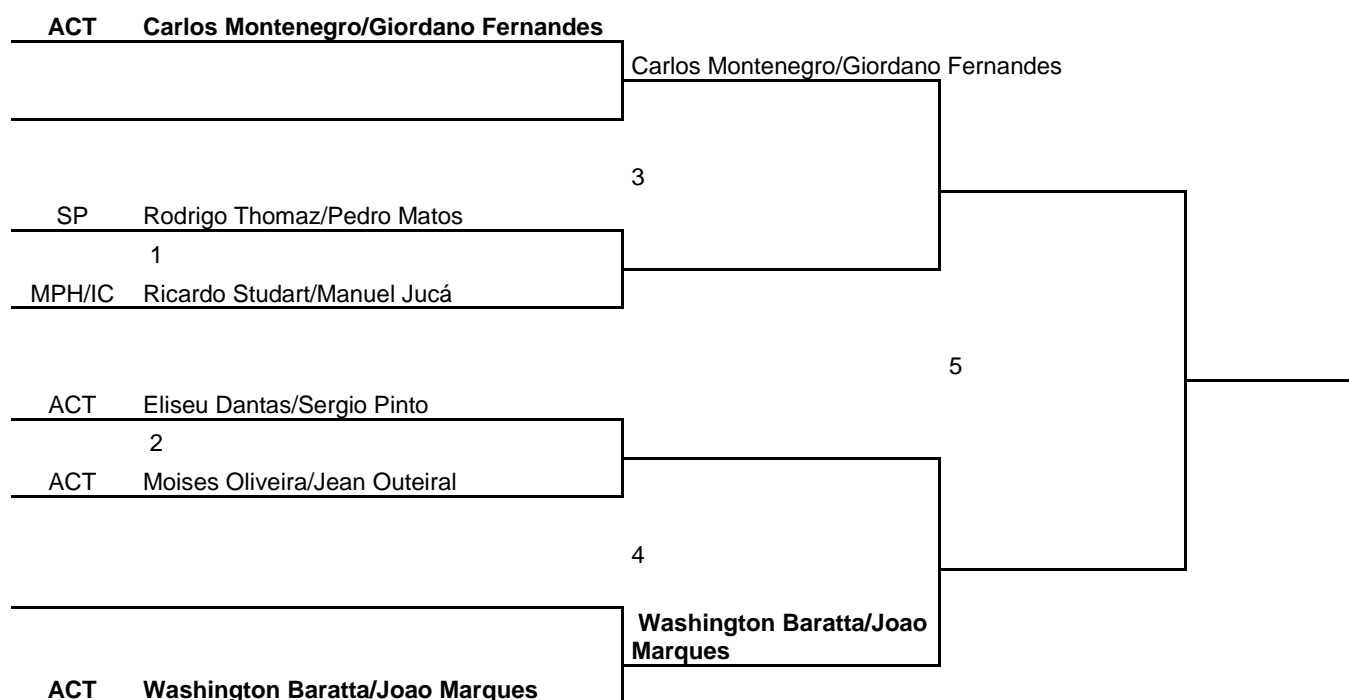 ACT Carlos Montenegro/Giordano Fernandes
Carlos Montenegro/Giordano Fernandes
3
SP Rodrigo Thomaz/Pedro Matos
1
MPH/IC Ricardo Studart/Manuel Jucá
5
ACT Eliseu Dantas/Sergio Pinto
2
ACT Moises Oliveira/Jean Outeiral
4
Washington Baratta/Joao
Marques
ACT Washington Baratta/Joao Marques